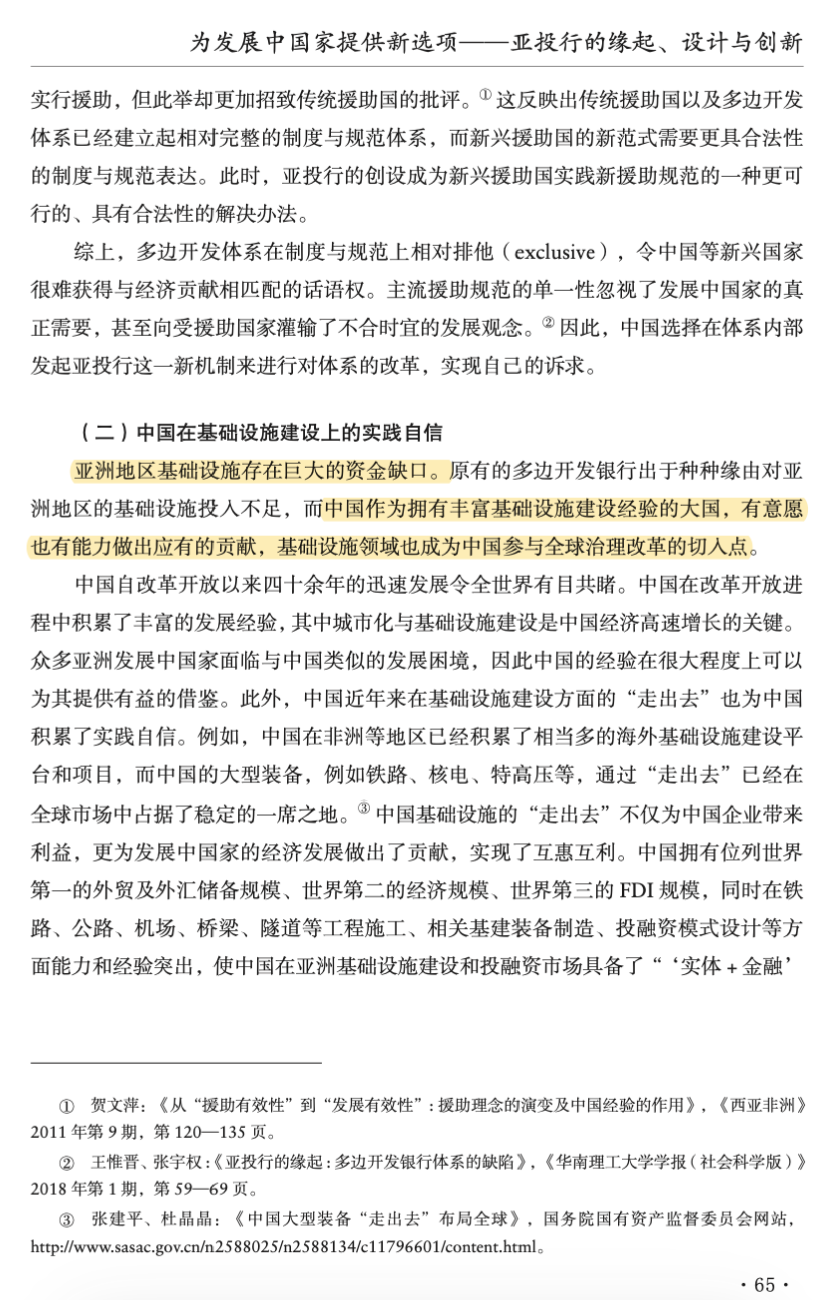 为发展中国家提供新选项——亚投行的缘起、设计与创新
实行援助，但此举却更加招致传统援助国的批评。①这反映出传统援助国以及多边开发
体系已经建立起相对完整的制度与规范体系，而新兴援助国的新范式需要更具合法性
的制度与规范表达。此时，亚投行的创设成为新兴援助国实践新援助规范的一种更可
行的、具有合法性的解决办法。
综上，多边开发体系在制度与规范上相对排他（exclusive），令中国等新兴国家
很难获得与经济贡献相匹配的话语权。主流援助规范的单一性忽视了发展中国家的真
正需要，甚至向受援助国家灌输了不合时宜的发展观念。②因此，中国选择在体系内部
发起亚投行这一新机制来进行对体系的改革，实现自己的诉求。
（二）中国在基础设施建设上的实践自信
亚洲地区基础设施存在巨大的资金缺口。原有的多边开发银行出于种种缘由对亚
洲地区的基础设施投入不足，而中国作为拥有丰富基础设施建设经验的大国，有意愿
也有能力做出应有的贡献，基础设施领域也成为中国参与全球治理改革的切入点。
中国自改革开放以来四十余年的迅速发展令全世界有目共睹。中国在改革开放进
程中积累了丰富的发展经验，其中城市化与基础设施建设是中国经济高速增长的关键。
众多亚洲发展中国家面临与中国类似的发展困境，因此中国的经验在很大程度上可以
为其提供有益的借鉴。此外，中国近年来在基础设施建设方面的“走出去”也为中国
积累了实践自信。例如，中国在非洲等地区已经积累了相当多的海外基础设施建设平
台和项目，而中国的大型装备，例如铁路、核电、特高压等，通过“走出去”已经在
全球市场中占据了稳定的一席之地。③中国基础设施的“走出去”不仅为中国企业带来
利益，更为发展中国家的经济发展做出了贡献，实现了互惠互利。中国拥有位列世界
第一的外贸及外汇储备规模、世界第二的经济规模、世界第三的 FDI 规模，同时在铁
路、公路、机场、桥梁、隧道等工程施工、相关基建装备制造、投融资模式设计等方
面能力和经验突出，使中国在亚洲基础设施建设和投融资市场具备了“‘实体 + 金融’
① 贺文萍：《从“援助有效性”到“发展有效性”：援助理念的演变及中国经验的作用》，《西亚非洲》
2011 年第 9 期，第 120—135 页。
② 王惟晋、张宇权：《亚投行的缘起：多边开发银行体系的缺陷》，《华南理工大学学报（社会科学版）》
2018 年第 1 期，第 59—69 页。
③ 张建平、杜晶晶：《中国大型装备“走出去”布局全球》，国务院国有资产监督委员会网站，
http://www.sasac.gov.cn/n2588025/n2588134/c11796601/content.html。
· 65 ·